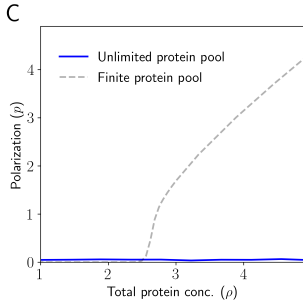 C
Unlimited protein pool
Finite protein pool
Polarization (p)
4
3
2
1
0
1 2 3 4
Total protein conc. (ρ)